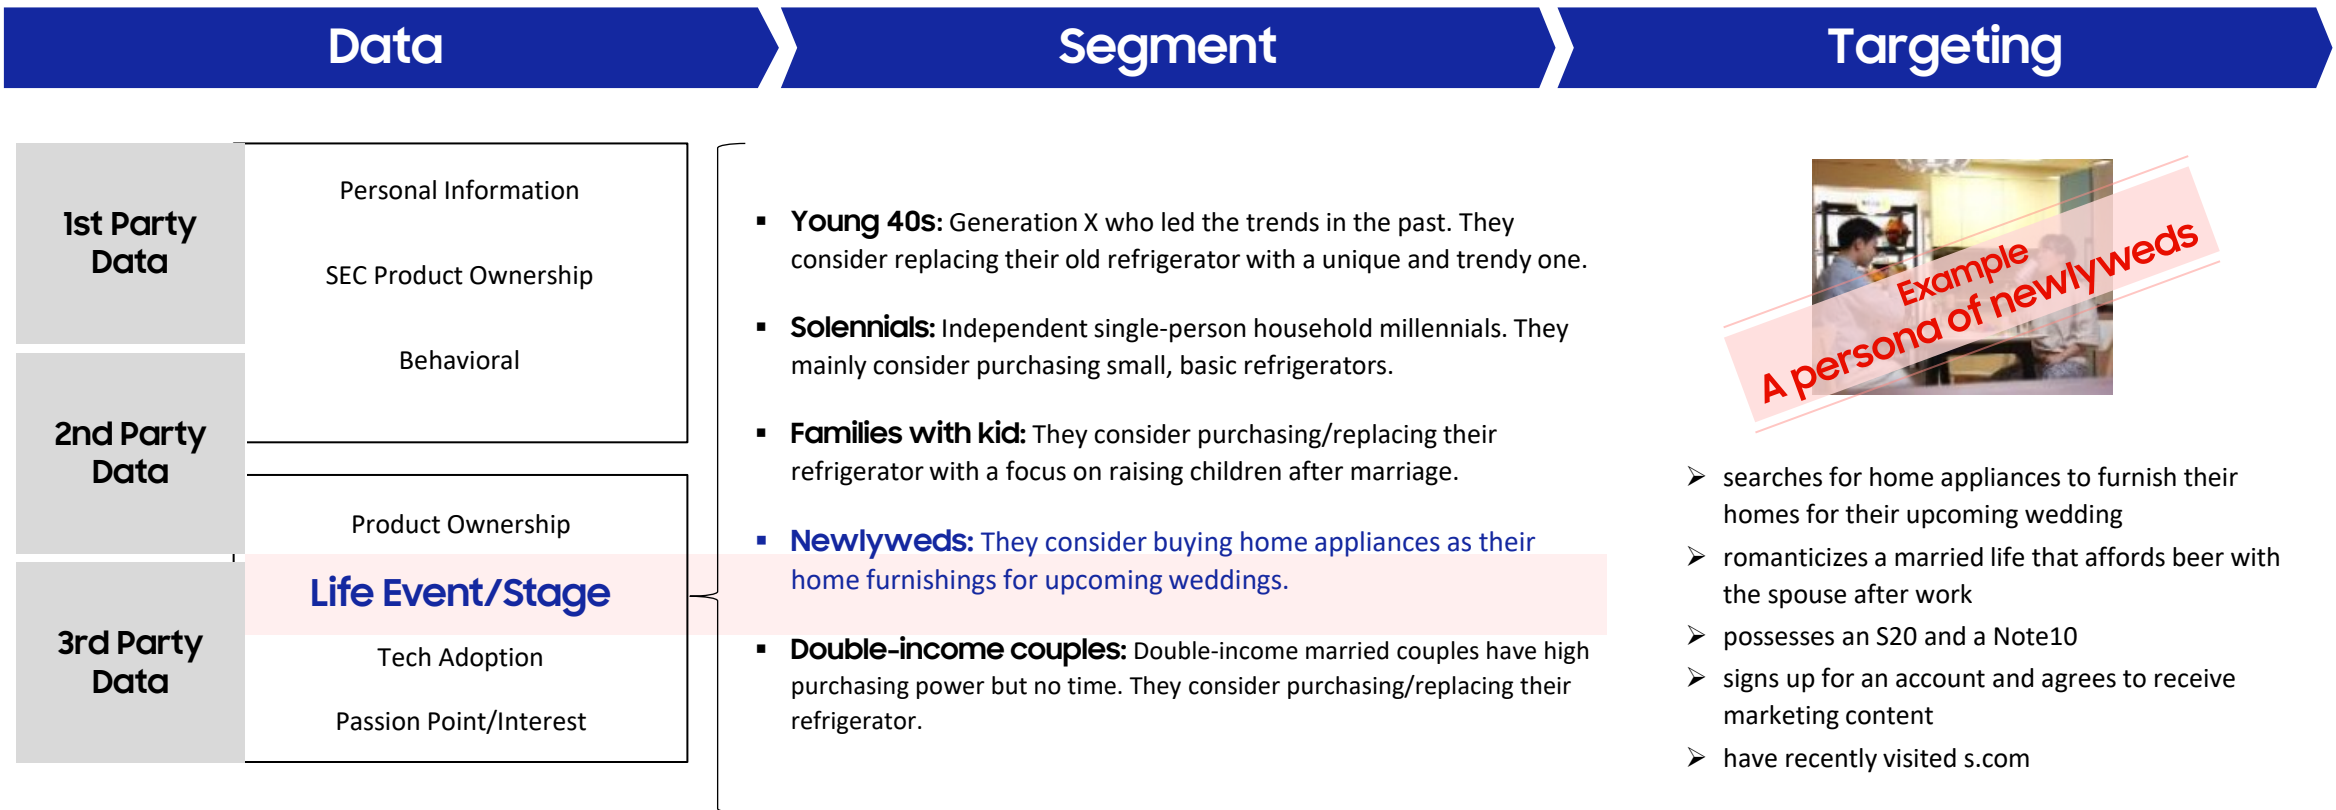 Data
Segment
Targeting
1st Party
Data
2nd Party
Data
3rd Party
Data
Personal Information
SEC Product Ownership
Behavioral
Product Ownership
Life Event/Stage
Tech Adoption
Passion Point/Interest
▪ Young 40s: Generation X who led the trends in the past. They
consider replacing their old refrigerator with a unique and trendy one.
▪ Solennials: Independent single-person household millennials. They
mainly consider purchasing small, basic refrigerators.
▪ Families with kid: They consider purchasing/replacing their
refrigerator with a focus on raising children after marriage.
▪ Newlyweds: They consider buying home appliances as their
home furnishings for upcoming weddings.
▪ Double-income couples: Double-income married couples have high
purchasing power but no time. They consider purchasing/replacing their
refrigerator.
Example
A persona of newlyweds
➢ searches for home appliances to furnish their
homes for their upcoming wedding
➢ romanticizes a married life that affords beer with
the spouse after work
➢ possesses an S20 and a Note10
➢ signs up for an account and agrees to receive
marketing content
➢ have recently visited s.com